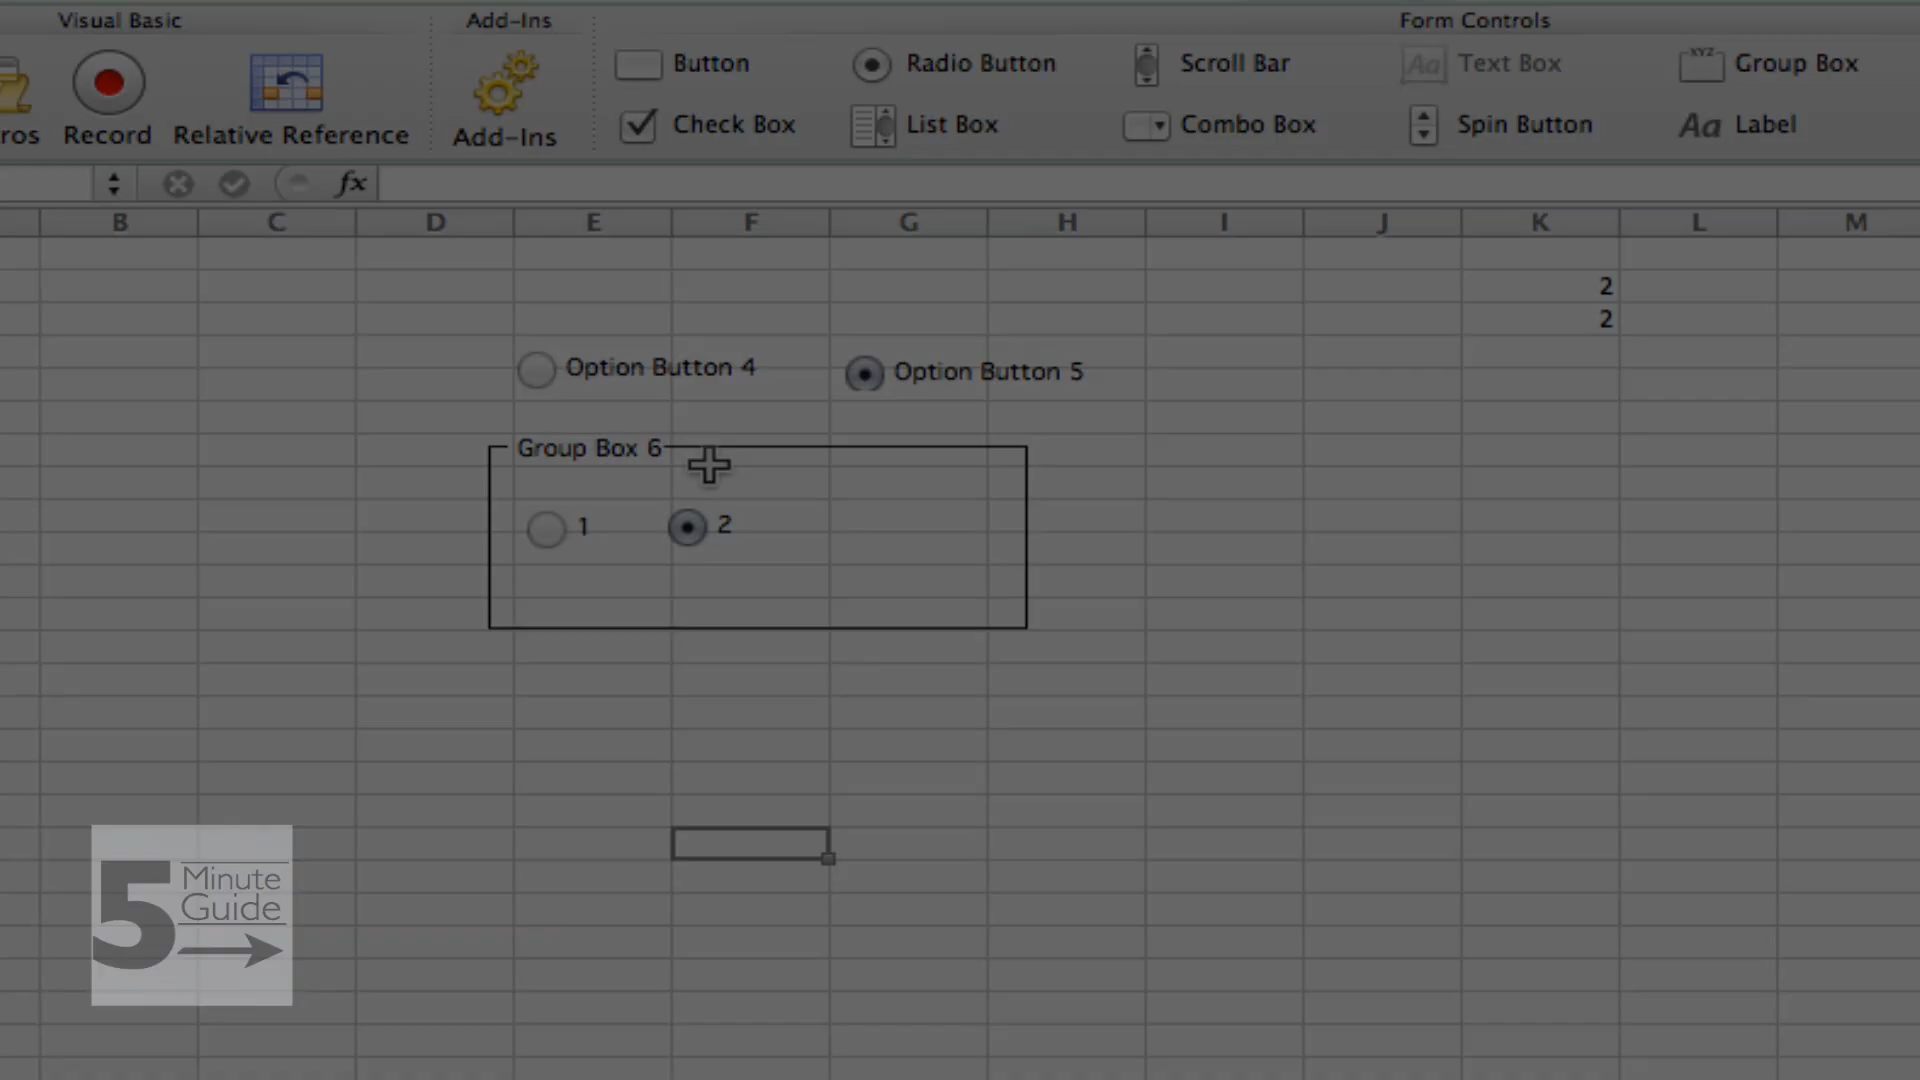 Visual Basic
Add-Ins
Form Controls
Button
Radio Button
Scroll Bar
Aa Text Box
XYZ Group Box
ros
Record
Relative Reference
Add-Ins
Check Box
List Box
Combo Box
Spin Button
Aa Label
fx
B C D E F G H I J K L M
2
2
Option Button 4
Option Button 5
Group Box 6
1
2
5 Minute
Guide